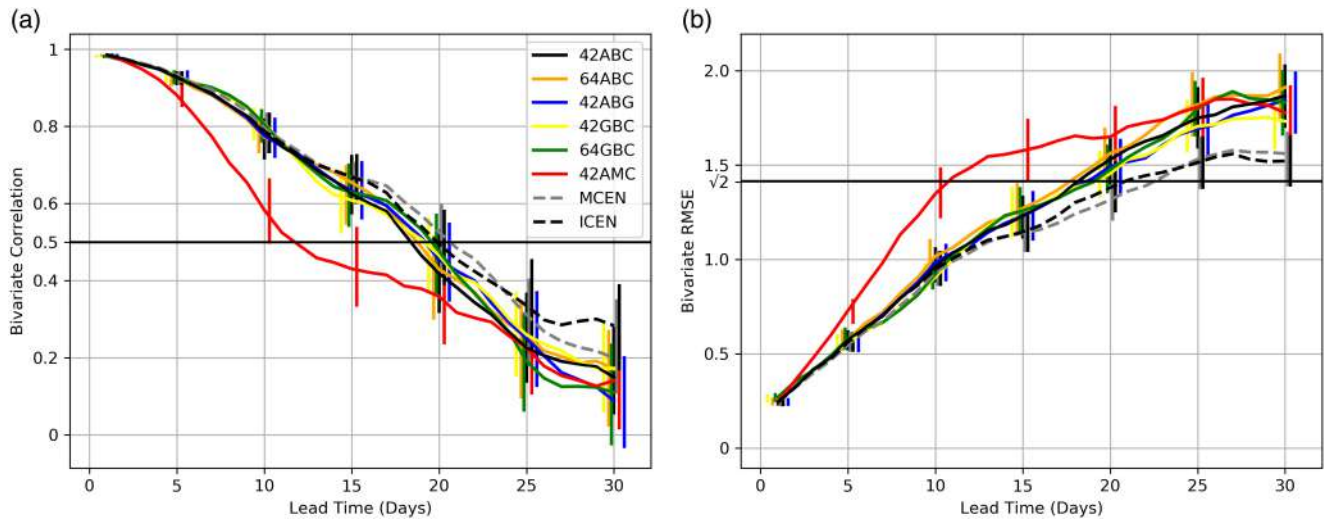 (a)
Bivariate Correlation
1
0.8
0.6
0.5
0.4
0.2
0
0
5
10
15
20
25
30
Lead Time (Days)
42ABC
64ABC
42ABG
42GBC
64GBC
42AMC
MCEN
ICEN
(b)
Bivariate RMSE
2.0
1.5
√2
1.0
0.5
0.0
0
5
10
15
20
25
30
Lead Time (Days)